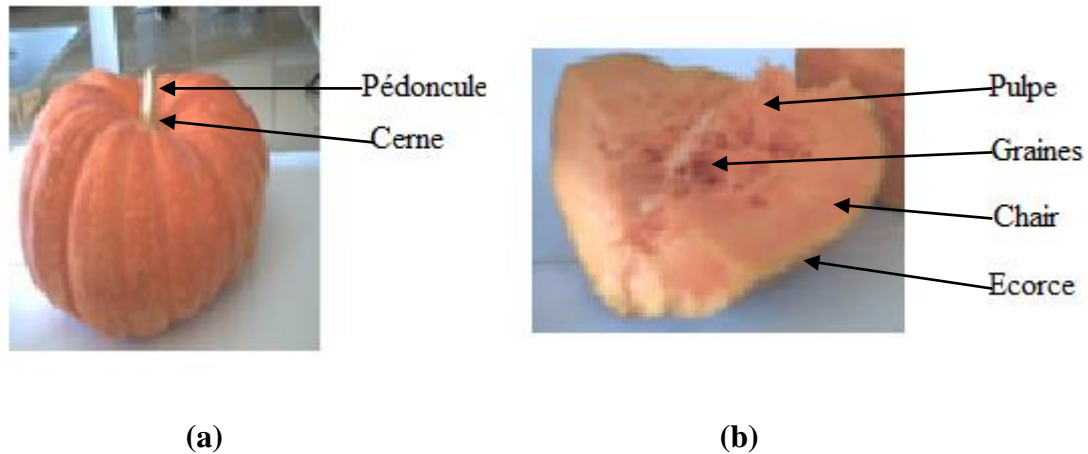 Pédoncule
Cerne
Pulpe
Graines
Chair
Ecorce
(a)
(b)